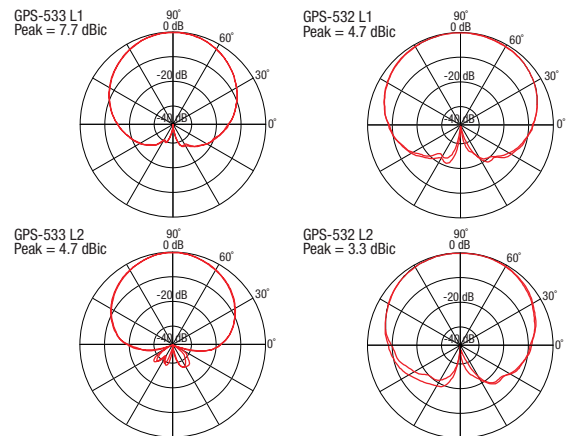 GPS-533 L1
Peak = 7.7 dBic
90˚
0 dB
60˚
30˚
-20 dB
-40 dB
0˚
GPS-532 L1
Peak = 4.7 dBic
90˚
0 dB
60˚
30˚
-20 dB
-40 dB
0˚
GPS-533 L2
Peak = 4.7 dBic
90˚
0 dB
60˚
30˚
-20 dB
-40 dB
0˚
GPS-532 L2
Peak = 3.3 dBic
90˚
0 dB
60˚
30˚
-20 dB
-40 dB
0˚